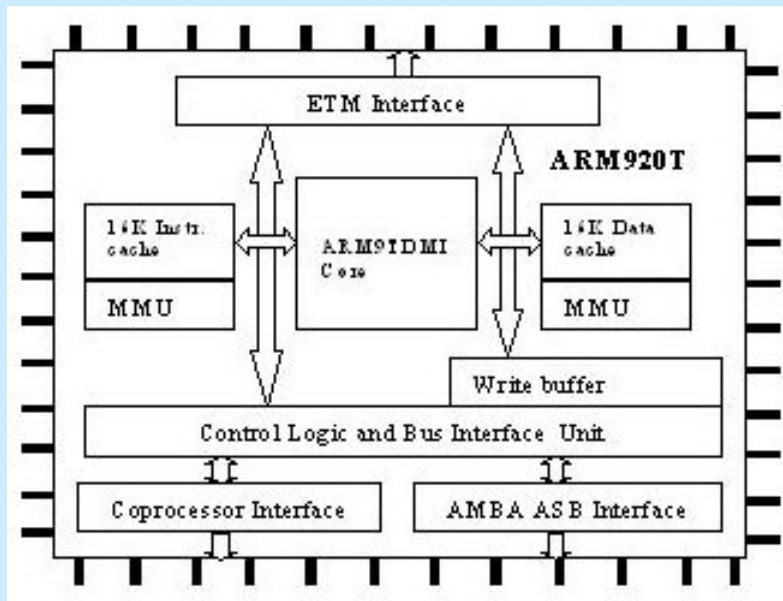 ETM Interface
ARM920T
16K Instr.
cache
ARM9TDMI
Core
16K Data
cache
MMU
MMU
Write buffer
Control Logic and Bus Interface Unit
Coprocessor Interface
AMBA ASB Interface